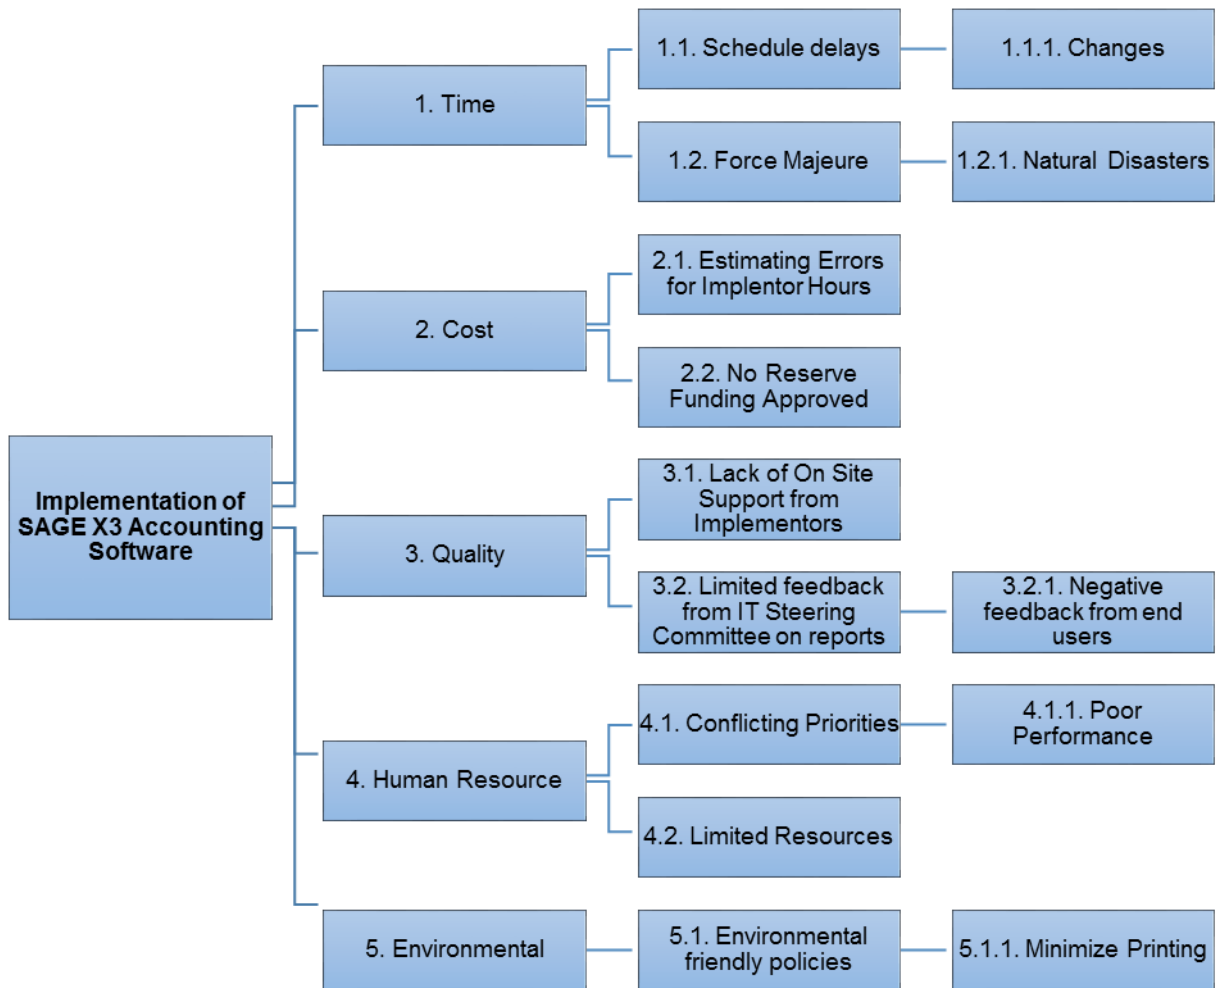 1.1. Schedule delays
1.1.1. Changes
1. Time
1.2. Force Majeure
1.2.1. Natural Disasters
2.1. Estimating Errors
for Implentor Hours
2. Cost
2.2. No Reserve
Funding Approved
Implementation of
SAGE X3 Accounting
Software
3.1. Lack of On Site
Support from
Implementors
3. Quality
3.2. Limited feedback
from IT Steering
Committee on reports
3.2.1. Negative
feedback from end
users
4.1. Conflicting Priorities
4.1.1. Poor
Performance
4. Human Resource
4.2. Limited Resources
5. Environmental
5.1. Environmental
friendly policies
5.1.1. Minimize Printing